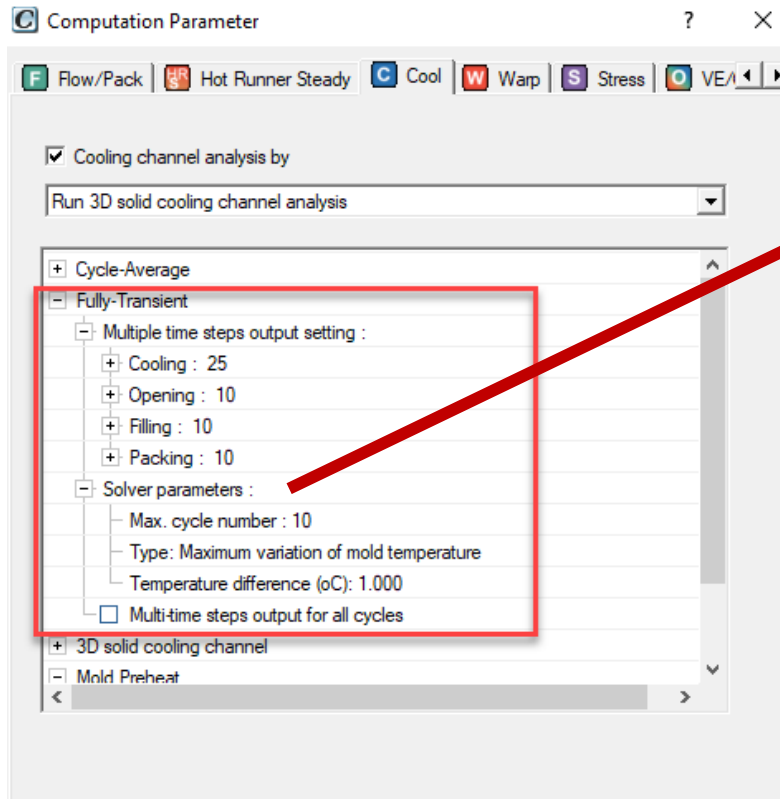 C Computation Parameter ?
F Flow/Pack HRS Hot Runner Steady C Cool W Warp S Stress O VE/
Cooling channel analysis by
Run 3D solid cooling channel analysis
Cycle-Average
Fully-Transient
Multiple time steps output setting :
Cooling : 25
Opening : 10
Filling : 10
Packing : 10
Solver parameters :
Max. cycle number : 10
Type: Maximum variation of mold temperature
Temperature difference (oC): 1.000
Multi-time steps output for all cycles
3D solid cooling channel
Mold Preheat